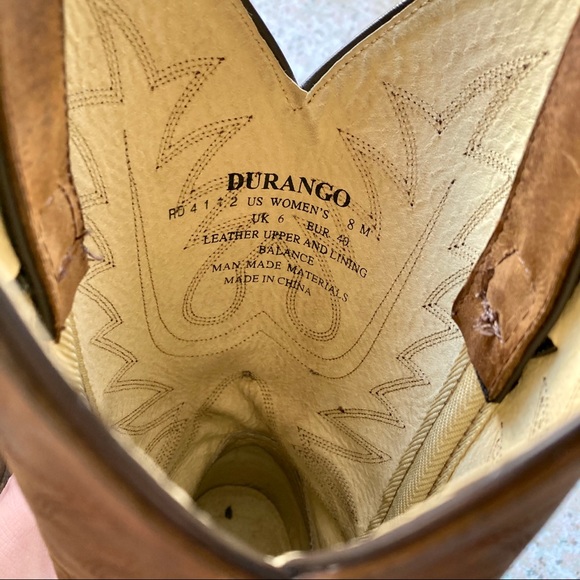 DURANGO
RD4112 US WOMEN'S 8 M
UK 6 EUR. 40
LEATHER UPPER AND LINING
BALANCE
MAN MADE MATERIALS
MADE IN CHINA